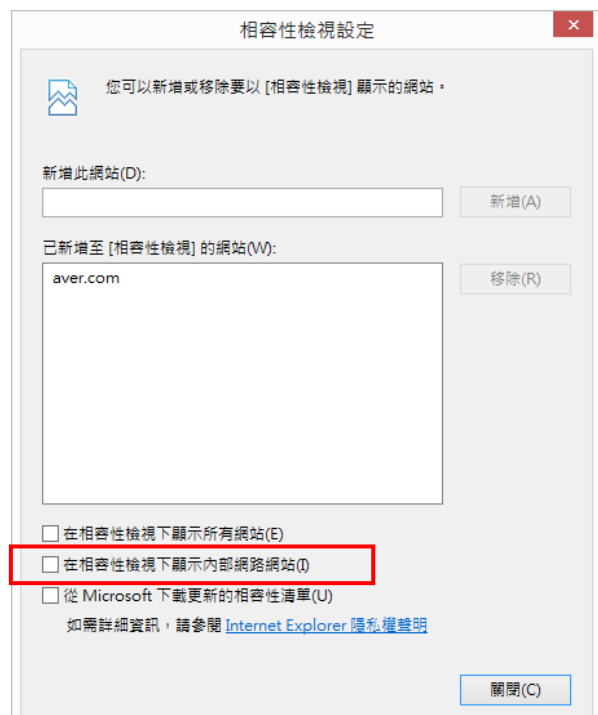 相容性檢視設定
您可以新增或移除要以 [相容性檢視] 顯示的網站。
新增此網站(D):
新增(A)
已新增至 [相容性檢視] 的網站(W):
aver.com
移除(R)
在相容性檢視下顯示所有網站(E)
在相容性檢視下顯示內部網路網站(I)
從 Microsoft 下載更新的相容性清單(U)
如需詳細資訊，請參閱 Internet Explorer 隱私權聲明
關閉(C)